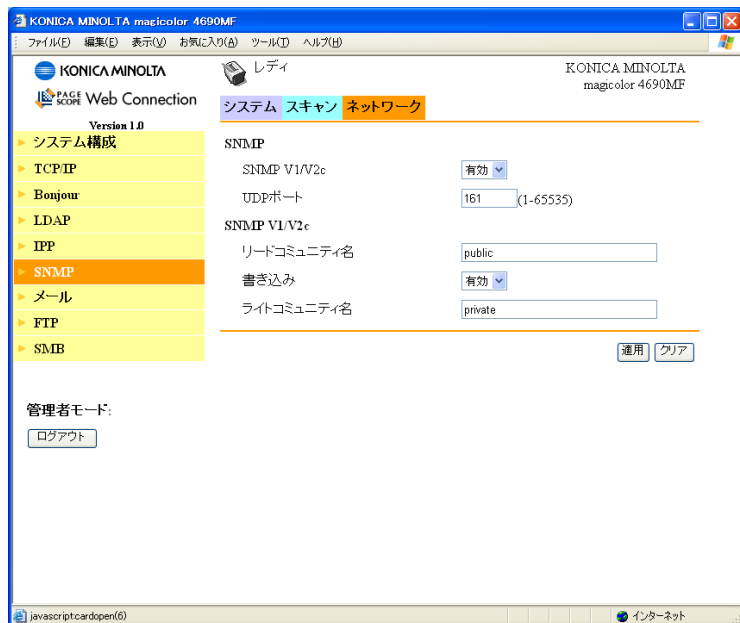 KONICA MINOLTA magicolor 4690MF
ファイル(F) 編集(E) 表示(V) お気に入り(A) ツール(T) ヘルプ(H)
KONICA MINOLTA
レディ
KONICA MINOLTA
magicolor 4690MF
PAGE SCOPE Web Connection
Version 1.0
システム スキャン ネットワーク
システム構成
TCP/IP
Bonjour
LDAP
IPP
SNMP
メール
FTP
SMB
管理者モード:
ログアウト
SNMP
SNMP V1/V2c 有効
UDPポート 161 (1-65535)
SNMP V1/V2c
リードコミュニティ名 public
書き込み 有効
ライトコミュニティ名 private
適用 クリア
javascript:cardopen(6) インターネット